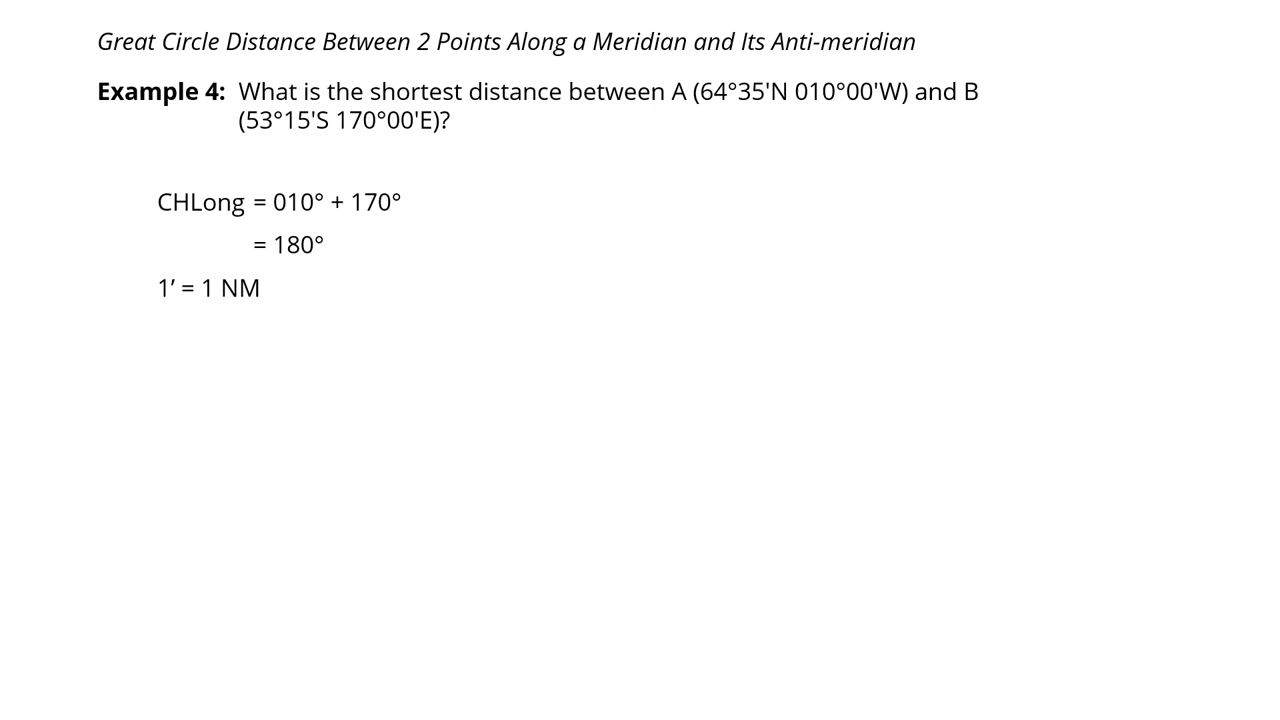 Great Circle Distance Between 2 Points Along a Meridian and Its Anti-meridian
Example 4: What is the shortest distance between A (64°35'N 010°00'W) and B
(53°15'S 170°00'E)?
CHLong = 010° + 170°
= 180°
1’ = 1 NM